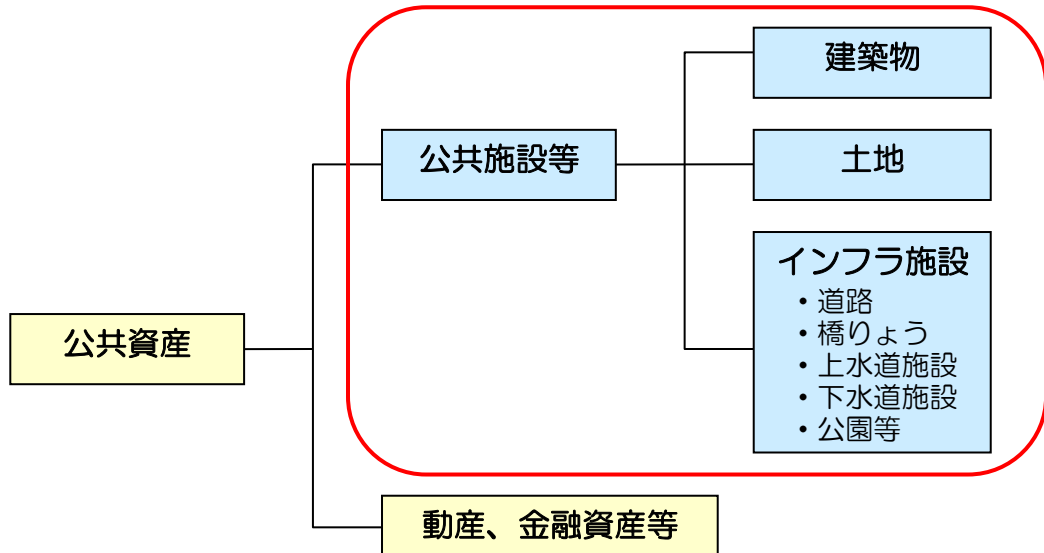 建築物
公共施設等
土地
インフラ施設
・道路
・橋りょう
・上水道施設
・下水道施設
・公園等
公共資産
動産、金融資産等